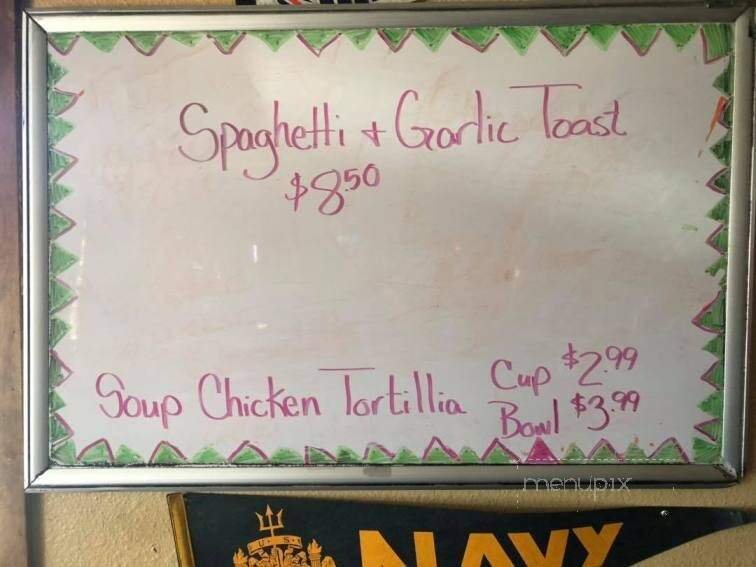 Spaghetti + Garlic Toast
$8.50
Soup Chicken Tortillia Cup $2.99
Bowl $3.99
menupix
U.S.
NAVY